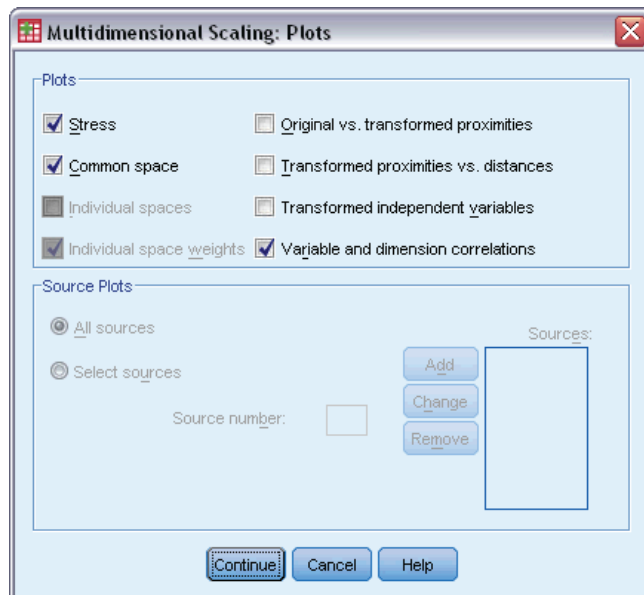 Multidimensional Scaling: Plots
Plots
Stress
Original vs. transformed proximities
Common space
Transformed proximities vs. distances
Individual spaces
Transformed independent variables
Individual space weights
Variable and dimension correlations
Source Plots
All sources
Sources:
Select sources
Add
Source number:
Change
Remove
Continue
Cancel
Help